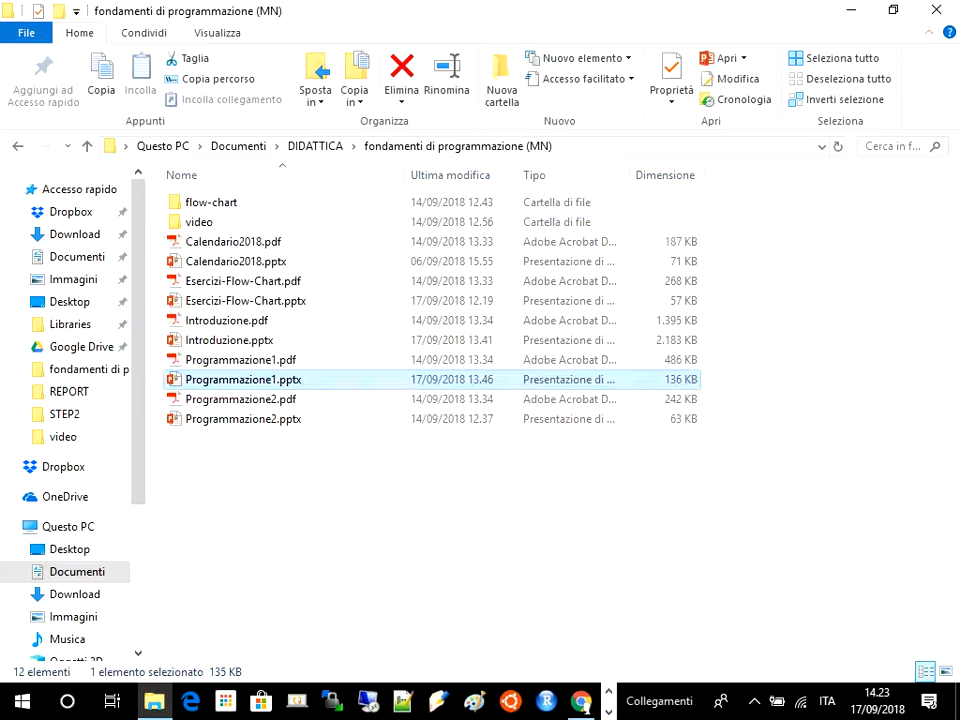 fondamenti di programmazione (MN)
File Home Condividi Visualizza
Aggiungi ad Accesso rapido
Copia
Incolla
Taglia
Copia percorso
Incolla collegamento
Appunti
Sposta in
Copia in
Elimina
Rinomina
Organizza
Nuova cartella
Nuovo elemento
Accesso facilitato
Nuovo
Proprietà
Apri
Modifica
Cronologia
Apri
Seleziona tutto
Deseleziona tutto
Inverti selezione
Seleziona
Questo PC Documenti DIDATTICA fondamenti di programmazione (MN)
Cerca in f...
Nome Ultima modifica Tipo Dimensione
flow-chart 14/09/2018 12.43 Cartella di file
video 14/09/2018 12.56 Cartella di file
Calendario2018.pdf 14/09/2018 13.33 Adobe Acrobat D... 187 KB
Calendario2018.pptx 06/09/2018 15.55 Presentazione di ... 71 KB
Esercizi-Flow-Chart.pdf 14/09/2018 13.33 Adobe Acrobat D... 268 KB
Esercizi-Flow-Chart.pptx 17/09/2018 12.19 Presentazione di ... 57 KB
Introduzione.pdf 14/09/2018 13.34 Adobe Acrobat D... 1.395 KB
Introduzione.pptx 17/09/2018 13.41 Presentazione di ... 2.183 KB
Programmazione1.pdf 14/09/2018 13.34 Adobe Acrobat D... 486 KB
Programmazione1.pptx 17/09/2018 13.46 Presentazione di ... 136 KB
Programmazione2.pdf 14/09/2018 13.34 Adobe Acrobat D... 242 KB
Programmazione2.pptx 14/09/2018 12.37 Presentazione di ... 63 KB
Accesso rapido
Dropbox
Download
Documenti
Immagini
Desktop
Libraries
Google Drive
fondamenti di p
REPORT
STEP2
video
Dropbox
OneDrive
Questo PC
Desktop
Documenti
Download
Immagini
Musica
Oggetti 3D
12 elementi 1 elemento selezionato 135 KB
Collegamenti
ITA
14.23
17/09/2018